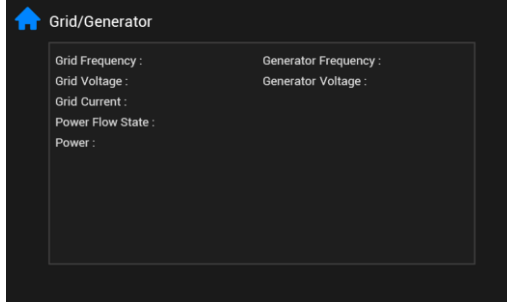 Grid/Generator
Grid Frequency :
Grid Voltage :
Grid Current :
Power Flow State :
Power :
Generator Frequency :
Generator Voltage :